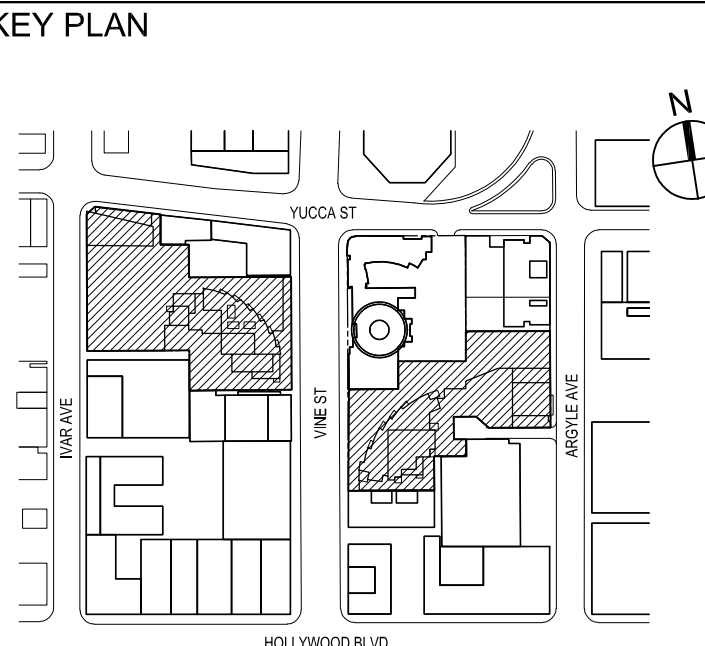 KEY PLAN
N
YUCCA ST
IVAR AVE
VINE ST
ARGYLE AVE
HOLLYWOOD BLVD